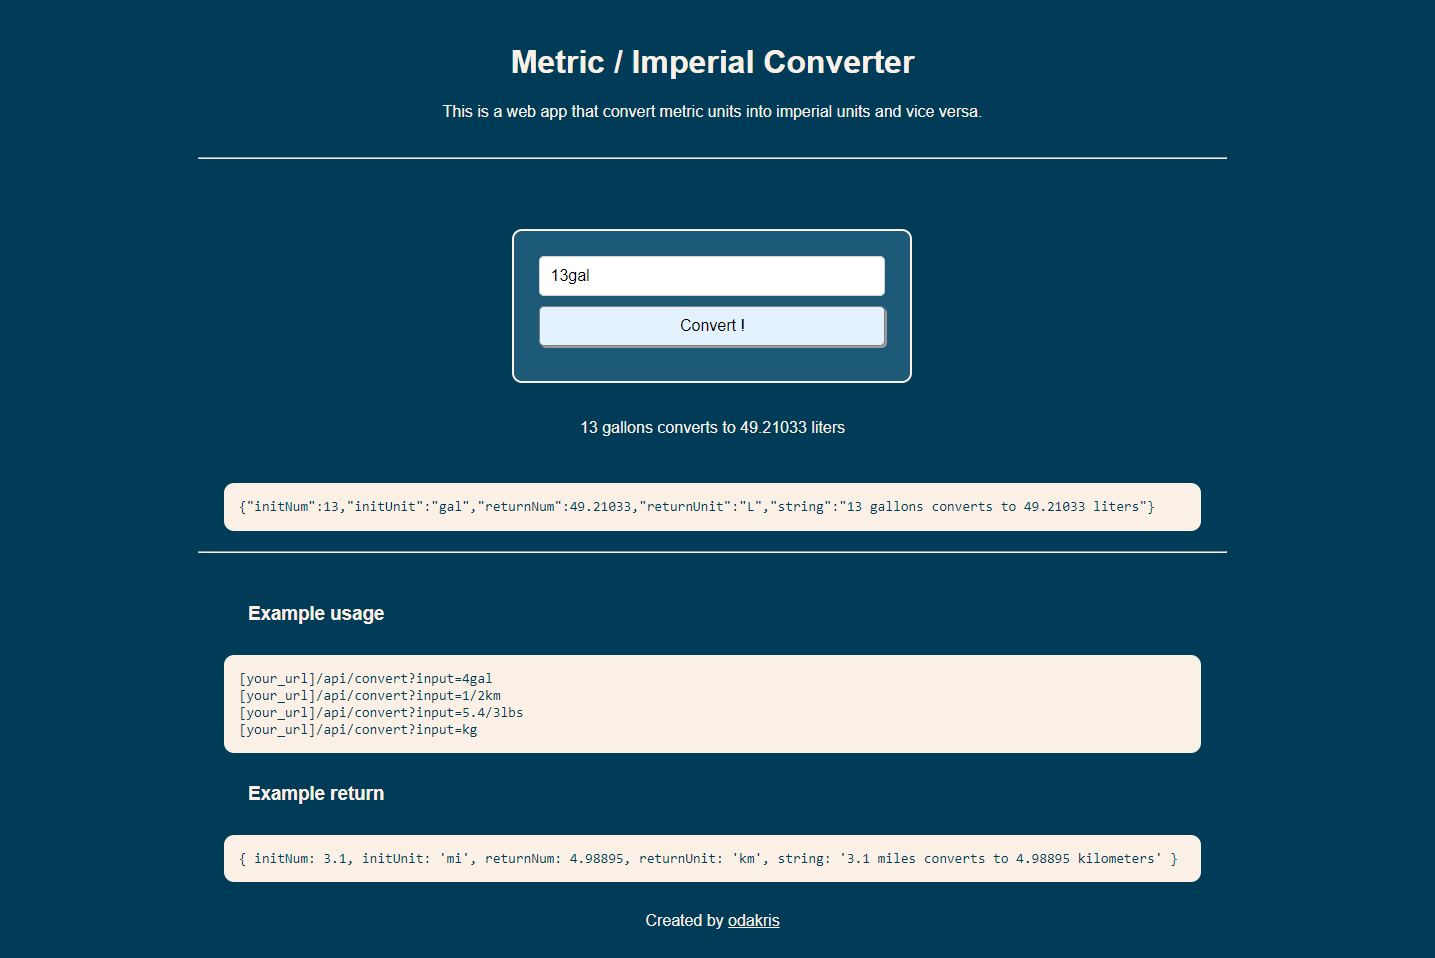 Metric / Imperial Converter
This is a web app that convert metric units into imperial units and vice versa.
13gal
Convert !
13 gallons converts to 49.21033 liters
{"initNum":13,"initUnit":"gal","returnNum":49.21033,"returnUnit":"L","string":"13 gallons converts to 49.21033 liters"}
Example usage
[your_url]/api/convert?input=4gal
[your_url]/api/convert?input=1/2km
[your_url]/api/convert?input=5.4/3lbs
[your_url]/api/convert?input=kg
Example return
{ initNum: 3.1, initUnit: 'mi', returnNum: 4.98895, returnUnit: 'km', string: '3.1 miles converts to 4.98895 kilometers' }
Created by odakris